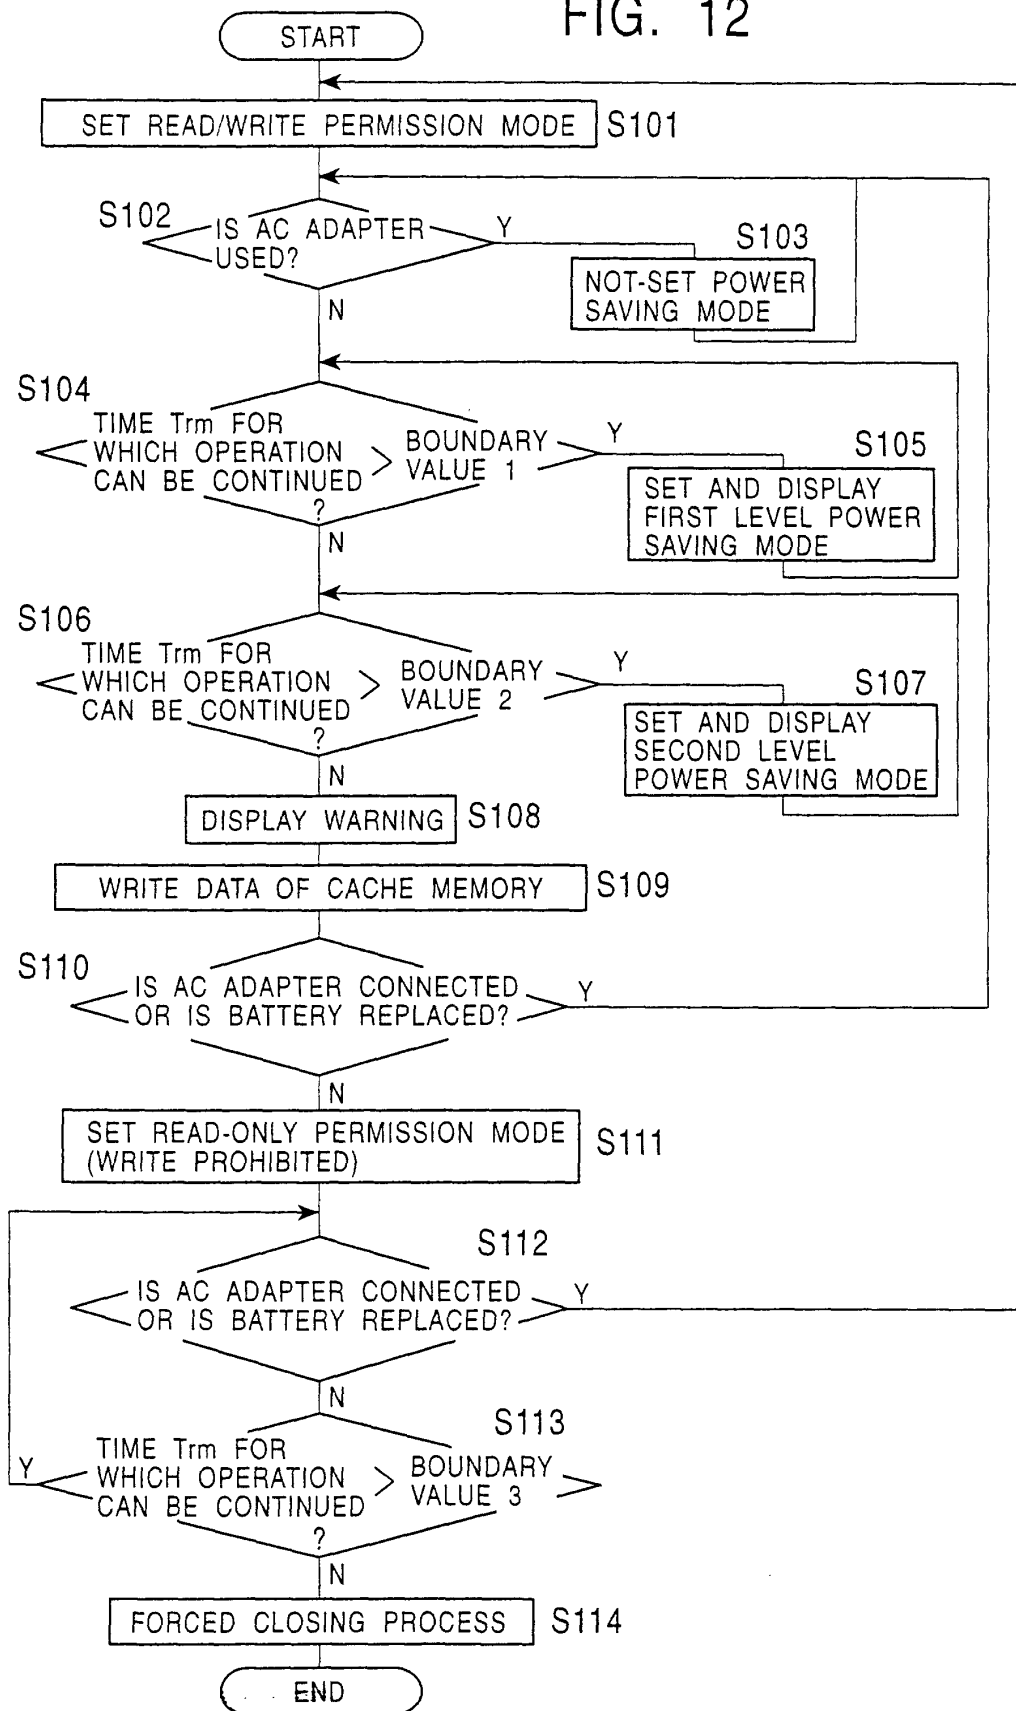 FIG. 12
START
SET READ/WRITE PERMISSION MODE
S101
S102
IS AC ADAPTER
USED?
Y
N
S103
NOT-SET POWER
SAVING MODE
S104
TIME Trm FOR
WHICH OPERATION
CAN BE CONTINUED
>
BOUNDARY
VALUE 1
?
Y
N
S105
SET AND DISPLAY
FIRST LEVEL POWER
SAVING MODE
S106
TIME Trm FOR
WHICH OPERATION
CAN BE CONTINUED
>
BOUNDARY
VALUE 2
?
Y
N
S107
SET AND DISPLAY
SECOND LEVEL
POWER SAVING MODE
DISPLAY WARNING
S108
WRITE DATA OF CACHE MEMORY
S109
S110
IS AC ADAPTER CONNECTED
OR IS BATTERY REPLACED?
Y
N
SET READ-ONLY PERMISSION MODE
(WRITE PROHIBITED)
S111
S112
IS AC ADAPTER CONNECTED
OR IS BATTERY REPLACED?
Y
N
S113
TIME Trm FOR
WHICH OPERATION
CAN BE CONTINUED
>
BOUNDARY
VALUE 3
?
Y
N
FORCED CLOSING PROCESS
S114
END